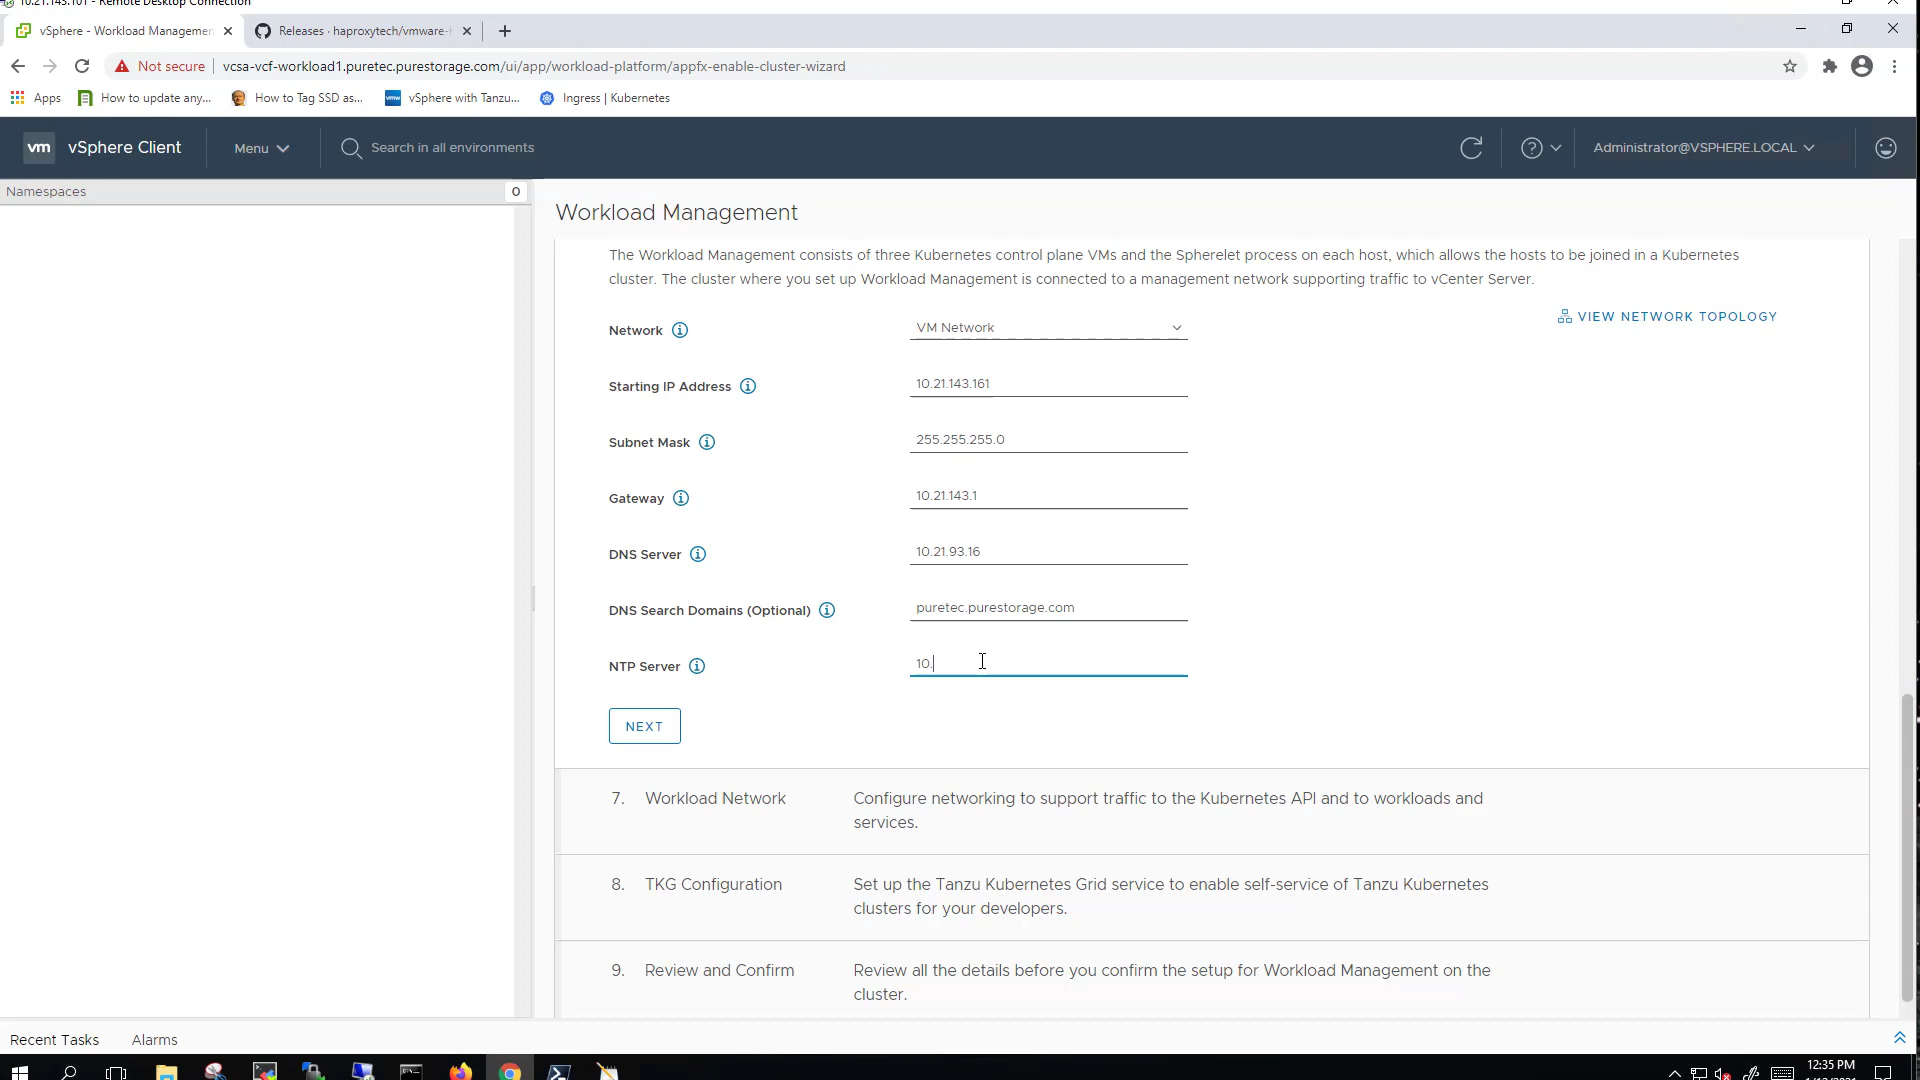 10.21.143.101 - Remote Desktop Connection
vSphere - Workload Managemen
Releases · haproxytech/vmware-h
Not secure
vcsa-vcf-workload1.puretec.purestorage.com/ui/app/workload-platform/appfx-enable-cluster-wizard
Apps
How to update any...
How to Tag SSD as...
vmw
vSphere with Tanzu...
Ingress | Kubernetes
vm
vSphere Client
Menu
Search in all environments
Administrator@VSPHERE.LOCAL
Namespaces
0
Workload Management
The Workload Management consists of three Kubernetes control plane VMs and the Spherelet process on each host, which allows the hosts to be joined in a Kubernetes
cluster. The cluster where you set up Workload Management is connected to a management network supporting traffic to vCenter Server.
VIEW NETWORK TOPOLOGY
Network
VM Network
Starting IP Address
10.21.143.161
Subnet Mask
255.255.255.0
Gateway
10.21.143.1
DNS Server
10.21.93.16
DNS Search Domains (Optional)
puretec.purestorage.com
NTP Server
10.
NEXT
7. Workload Network
Configure networking to support traffic to the Kubernetes API and to workloads and
services.
8. TKG Configuration
Set up the Tanzu Kubernetes Grid service to enable self-service of Tanzu Kubernetes
clusters for your developers.
9. Review and Confirm
Review all the details before you confirm the setup for Workload Management on the
cluster.
Recent Tasks
Alarms
12:35 PM